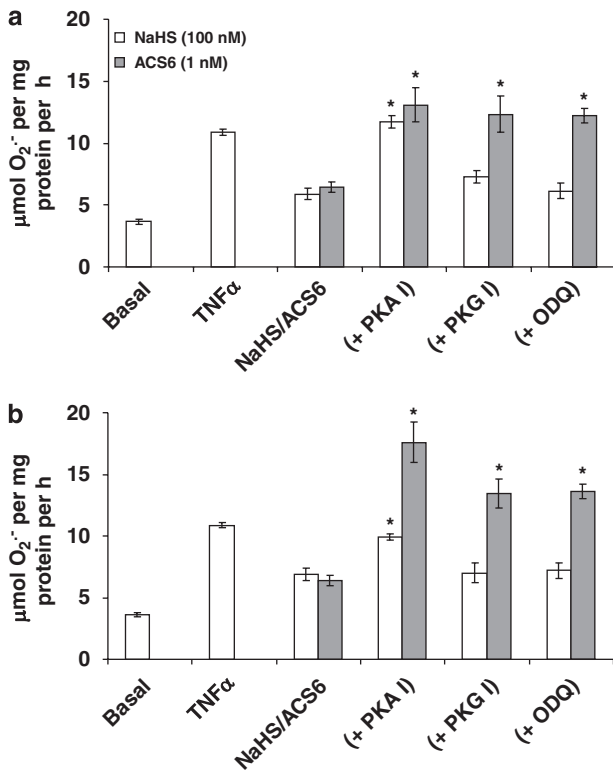 a
NaHS (100 nM)
ACS6 (1 nM)
μmol O₂·⁻ per mg
protein per h
20
15
10
5
0
* * * *
Basal
TNFα
NaHS/ACS6
(+ PKA I)
(+ PKG I)
(+ ODQ)
b
μmol O₂·⁻ per mg
protein per h
20
15
10
5
0
* * * *
Basal
TNFα
NaHS/ACS6
(+ PKA I)
(+ PKG I)
(+ ODQ)